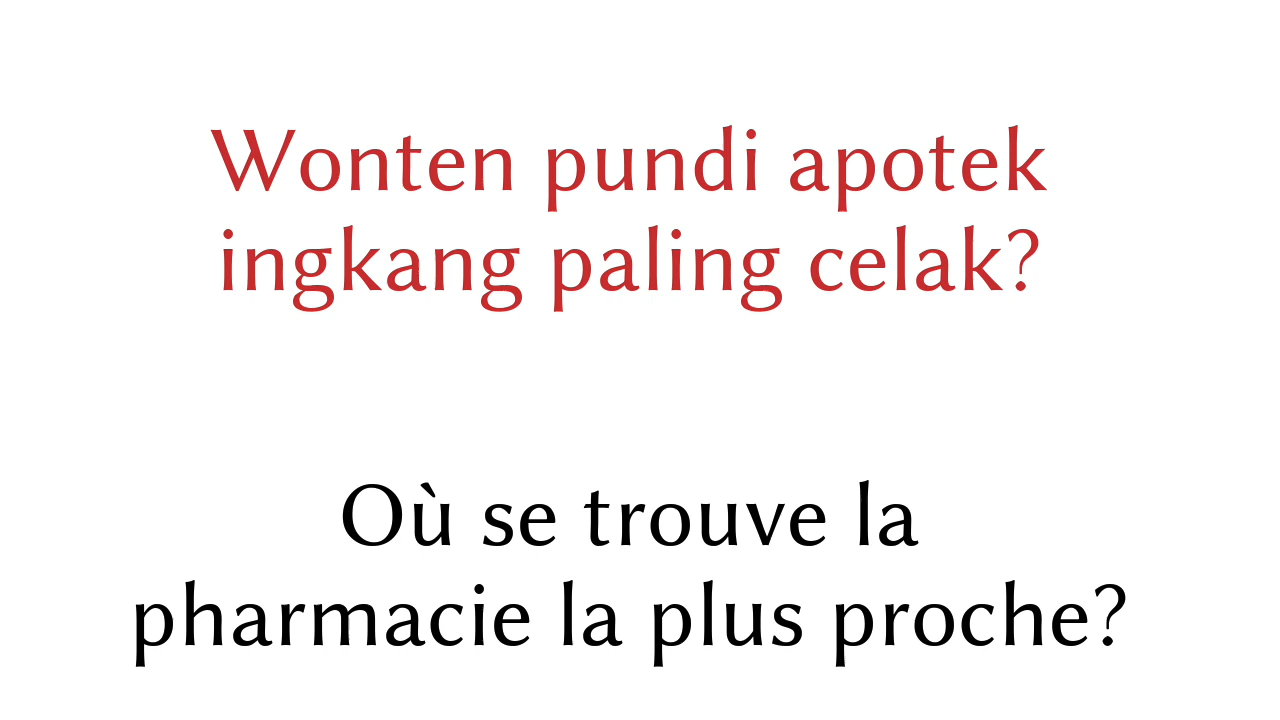 Wonten pundi apotek
ingkang paling celak?
Où se trouve la
pharmacie la plus proche?